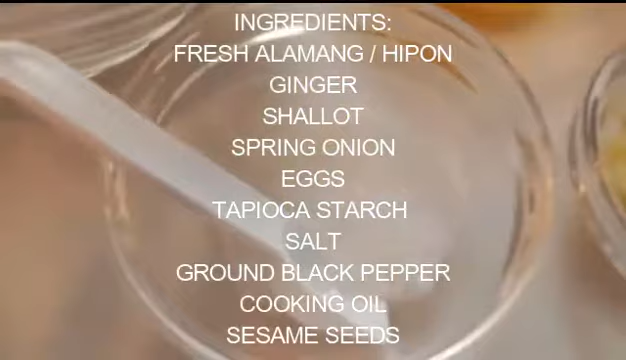 INGREDIENTS:
FRESH ALAMANG / HIPON
GINGER
SHALLOT
SPRING ONION
EGGS
TAPIOCA STARCH
SALT
GROUND BLACK PEPPER
COOKING OIL
SESAME SEEDS